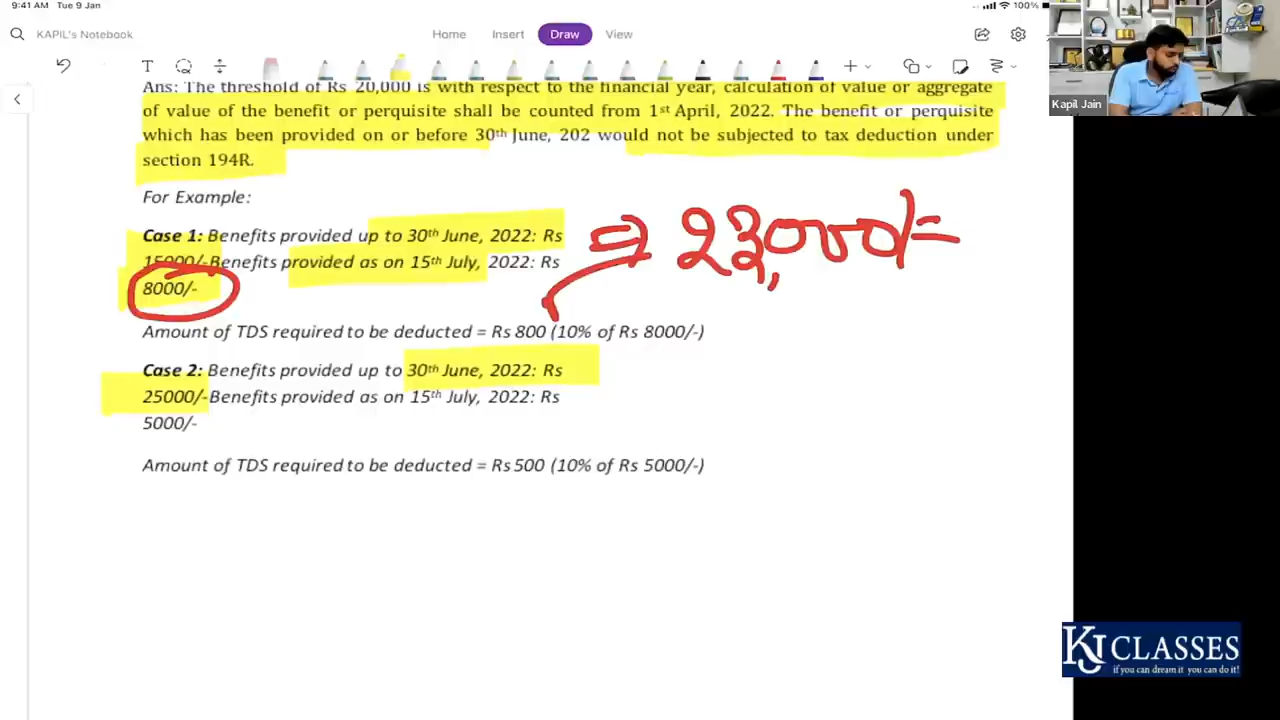 9:41 AM Tue 9 Jan
100%
KAPIL's Notebook
Home Insert Draw View
Ans: The threshold of Rs 20,000 is with respect to the financial year, calculation of value or aggregate
of value of the benefit or perquisite shall be counted from 1st April, 2022. The benefit or perquisite
which has been provided on or before 30th June, 202 would not be subjected to tax deduction under
section 194R.
For Example:
Case 1: Benefits provided up to 30th June, 2022: Rs
15000/-Benefits provided as on 15th July, 2022: Rs
8000/-
⇒ 23,000/=
Amount of TDS required to be deducted = Rs 800 (10% of Rs 8000/-)
Case 2: Benefits provided up to 30th June, 2022: Rs
25000/-Benefits provided as on 15th July, 2022: Rs
5000/-
Amount of TDS required to be deducted = Rs 500 (10% of Rs 5000/-)
Kapil Jain
KJ CLASSES
if you can dream it you can do it!